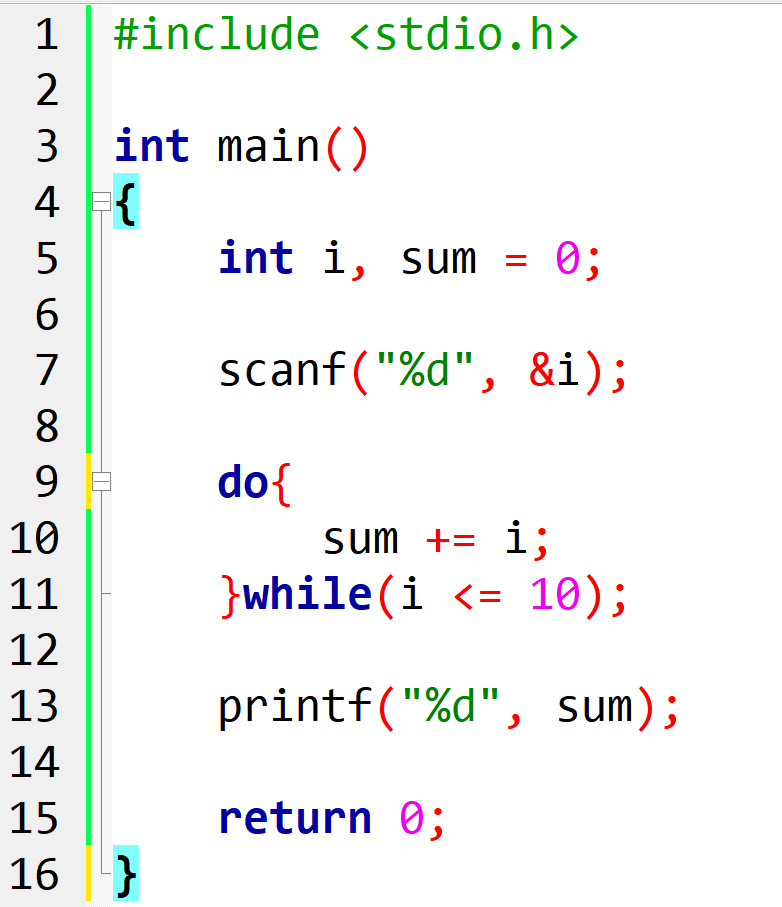 1 #include <stdio.h>
2
3 int main()
4 {
5 int i, sum = 0;
6
7 scanf("%d", &i);
8
9 do{
10 sum += i;
11 }while(i <= 10);
12
13 printf("%d", sum);
14
15 return 0;
16 }